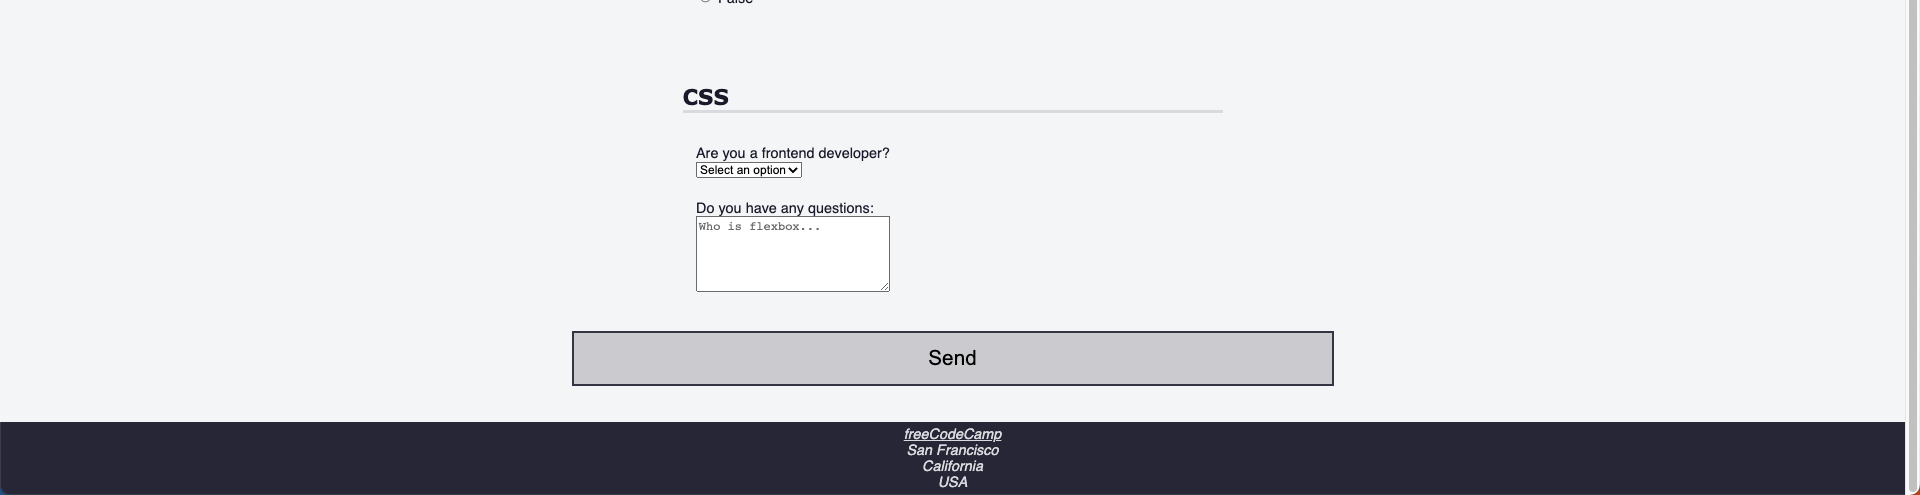 False
CSS
Are you a frontend developer?
Select an option
Do you have any questions:
Who is flexbox...
Send
freeCodeCamp
San Francisco
California
USA